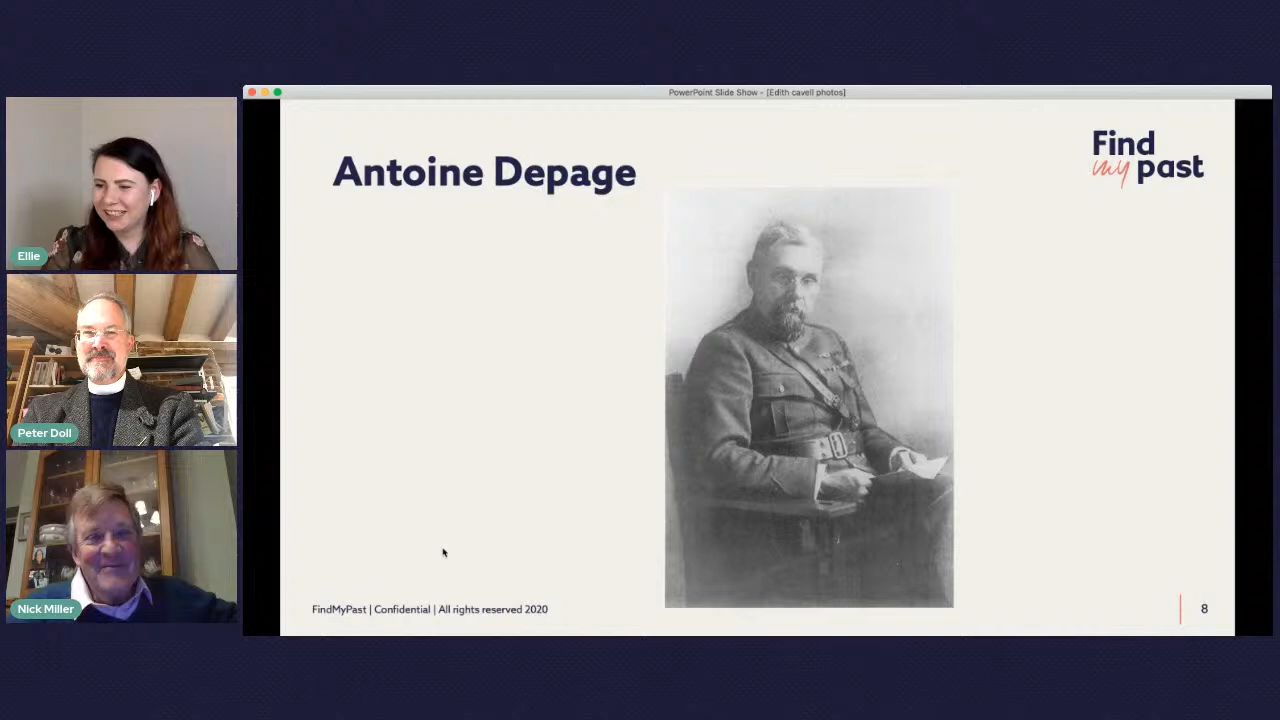 PowerPoint Slide Show - [Edith cavell photos]
Antoine Depage
Find
my past
Ellie
Peter Doll
Nick Miller
FindMyPast | Confidential | All rights reserved 2020
8